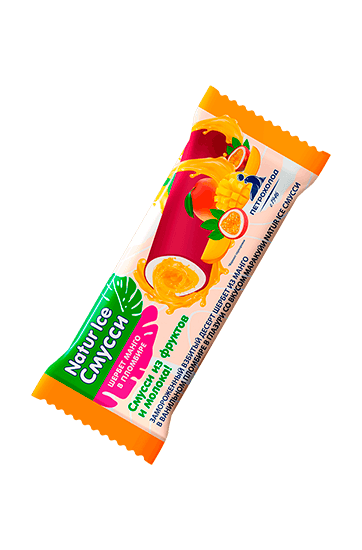 Natur Ice
Смусси
ЩЕРБЕТ МАНГО
В ПЛОМБИРЕ
Смусси из фруктов
и молока!
ЗАМОРОЖЕННЫЙ ВЗБИТЫЙ ДЕСЕРТ ЩЕРБЕТ ИЗ МАНГО
В ВАНИЛЬНОМ ПЛОМБИРЕ В ГЛАЗУРИ СО ВКУСОМ МАРАКУЙИ NATUR ICE СМУССИ
ПЕТРОХОЛОД